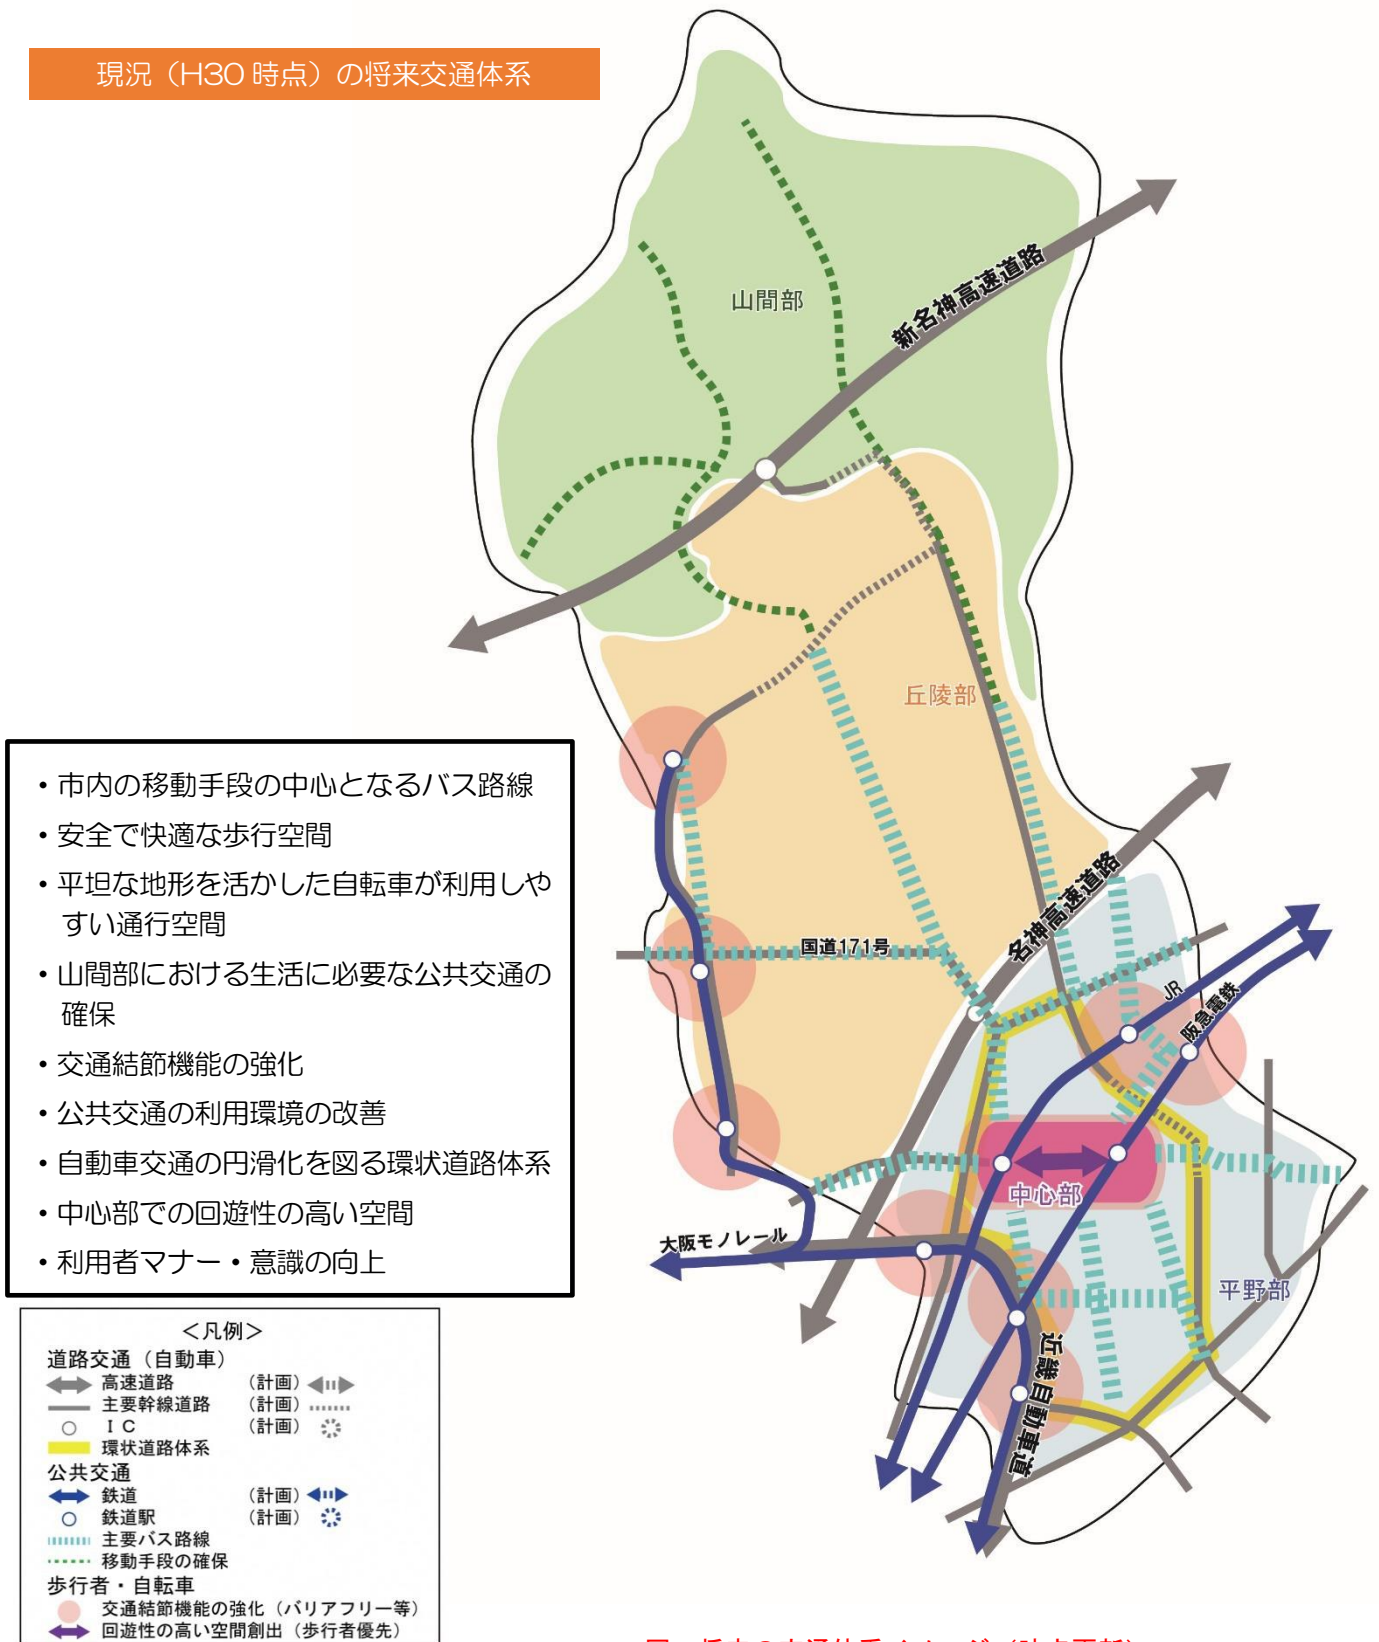 現況（H30 時点）の将来交通体系
山間部
新名神高速道路
丘陵部
・市内の移動手段の中心となるバス路線
・安全で快適な歩行空間
・平坦な地形を活かした自転車が利用しや
すい通行空間
・山間部における生活に必要な公共交通の
確保
・交通結節機能の強化
・公共交通の利用環境の改善
・自動車交通の円滑化を図る環状道路体系
・中心部での回遊性の高い空間
・利用者マナー・意識の向上
名神高速道路
国道171号
JR
阪急電鉄
中心部
大阪モノレール
平野部
近畿自動車道
＜凡例＞
道路交通（自動車）
高速道路 （計画）
主要幹線道路 （計画）
ＩＣ （計画）
環状道路体系
公共交通
鉄道 （計画）
鉄道駅 （計画）
主要バス路線
移動手段の確保
歩行者・自転車
交通結節機能の強化（バリアフリー等）
回遊性の高い空間創出（歩行者優先）